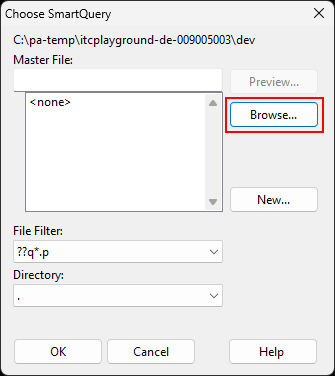 Choose SmartQuery
C:\pa-temp\itcplayground-de-009005003\dev
Master File:
Preview...
<none>
Browse...
New...
File Filter:
??q*.p
Directory:
.
OK Cancel Help